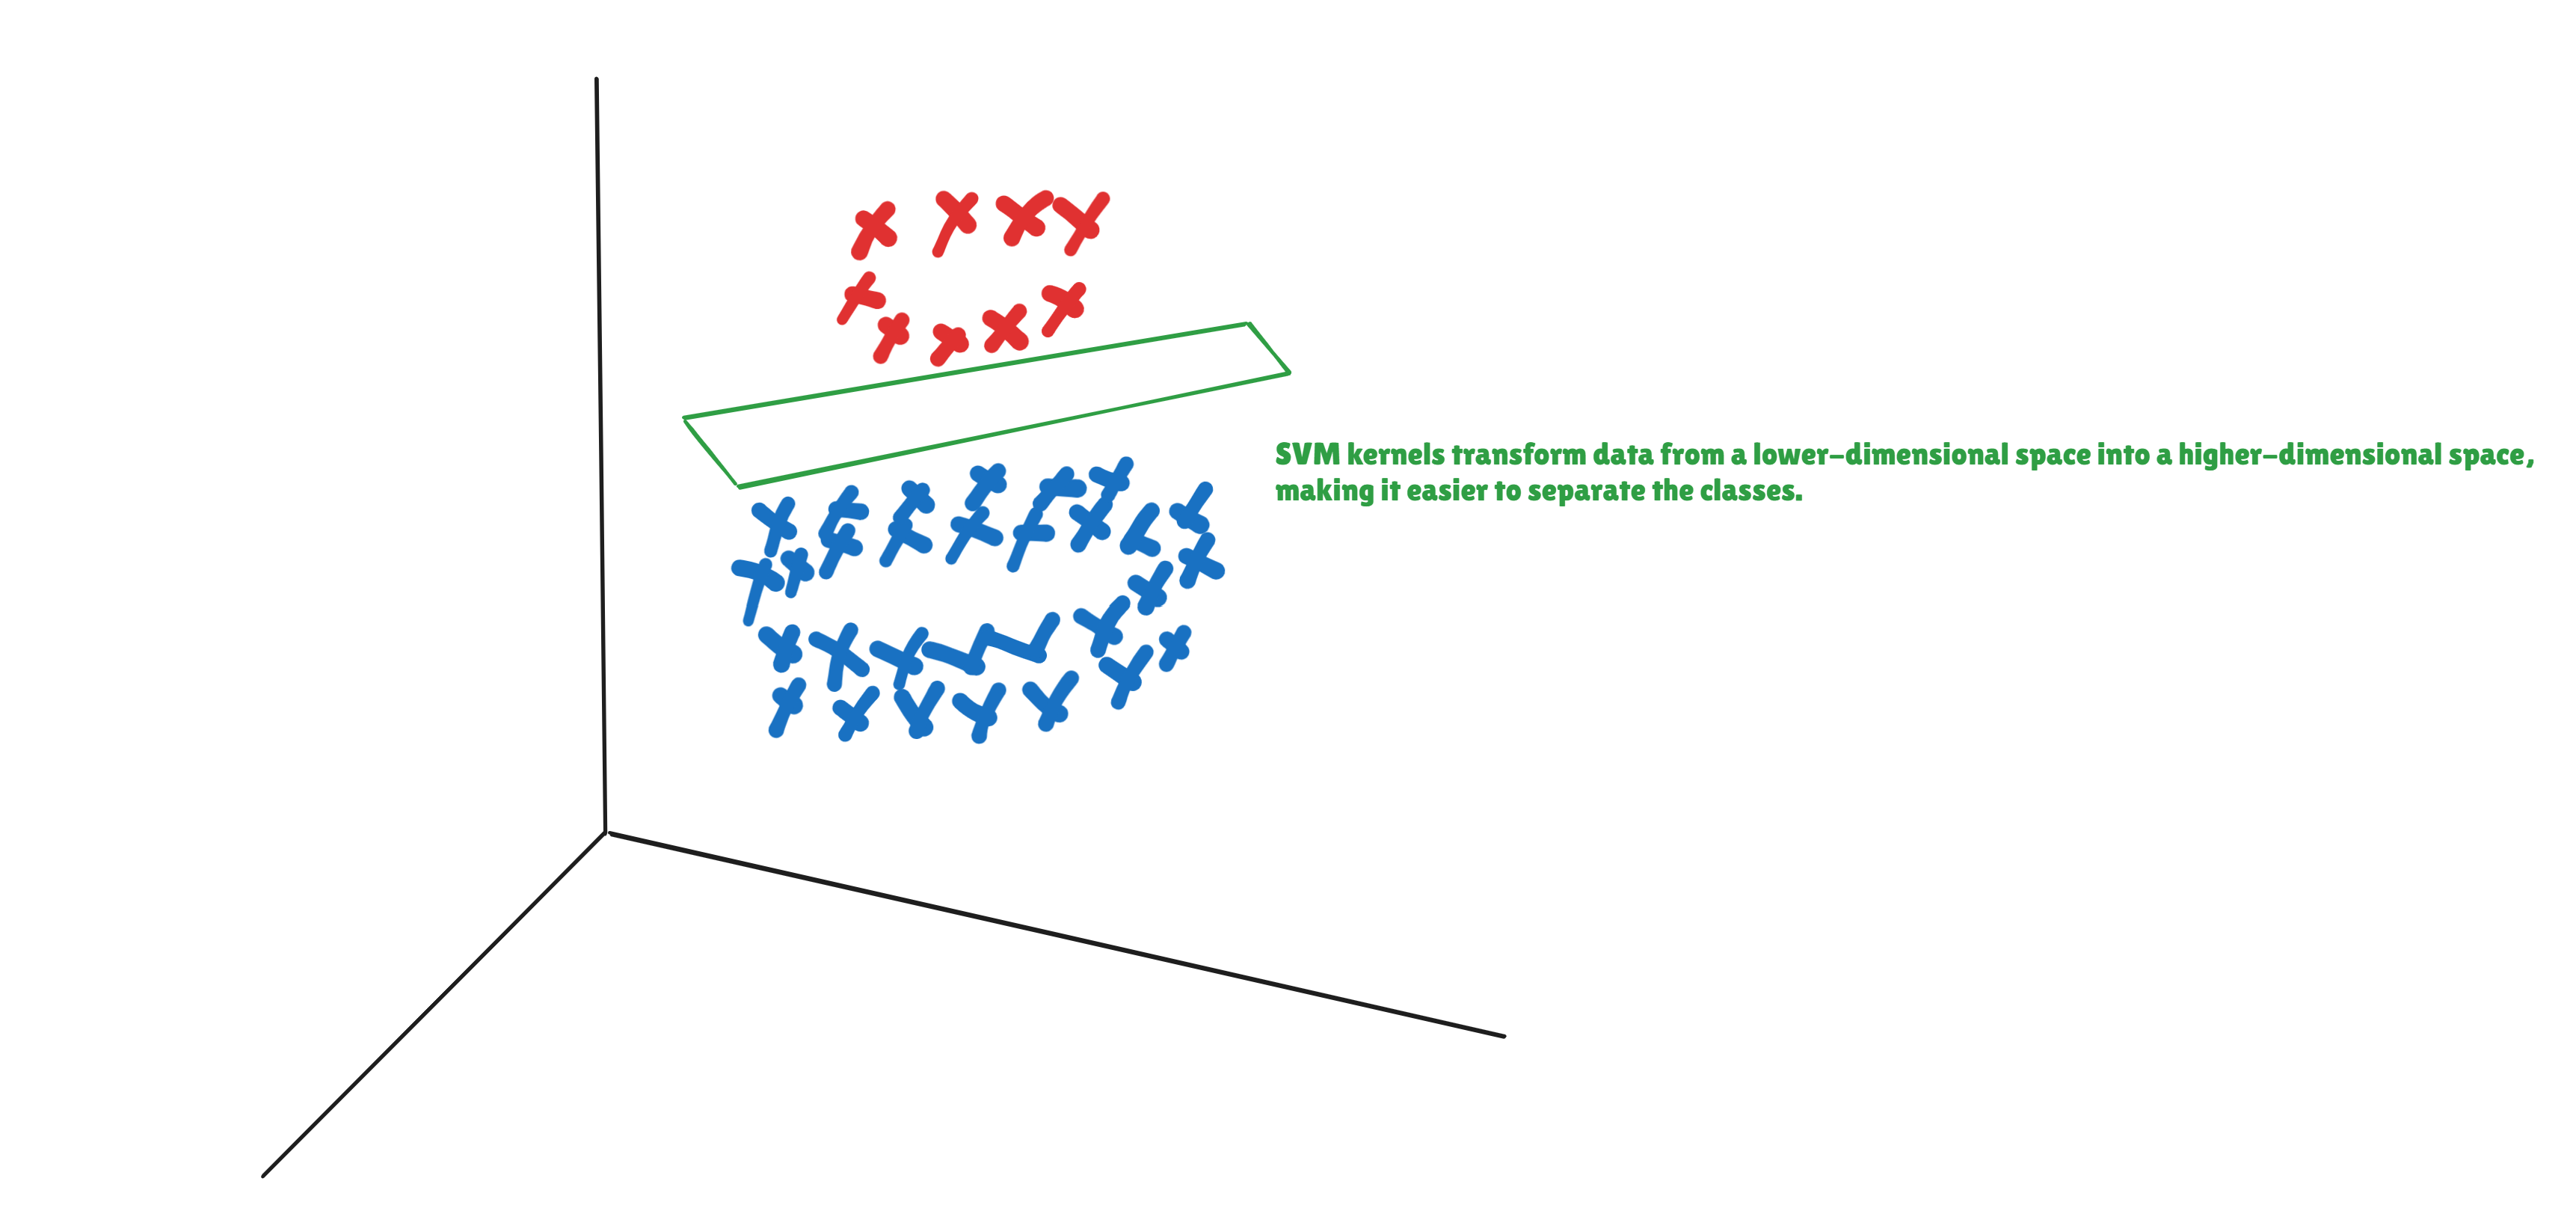 SVM kernels transform data from a lower-dimensional space into a higher-dimensional space,
making it easier to separate the classes.